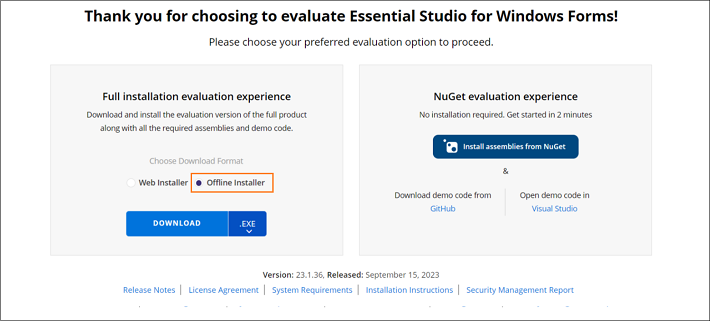 Thank you for choosing to evaluate Essential Studio for Windows Forms!
Please choose your preferred evaluation option to proceed.
Full installation evaluation experience
Download and install the evaluation version of the full product
along with all the required assemblies and demo code.
Choose Download Format
Web Installer
Offline Installer
DOWNLOAD
.EXE
NuGet evaluation experience
No installation required. Get started in 2 minutes
Install assemblies from NuGet
&
Download demo code from
GitHub
Open demo code in
Visual Studio
Version: 23.1.36, Released: September 15, 2023
Release Notes | License Agreement | System Requirements | Installation Instructions | Security Management Report